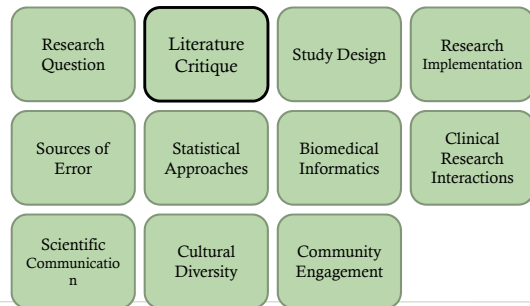 Research
Question
Literature
Critique
Study Design
Research
Implementation
Sources of
Error
Statistical
Approaches
Biomedical
Informatics
Clinical
Research
Interactions
Scientific
Communicatio
n
Cultural
Diversity
Community
Engagement